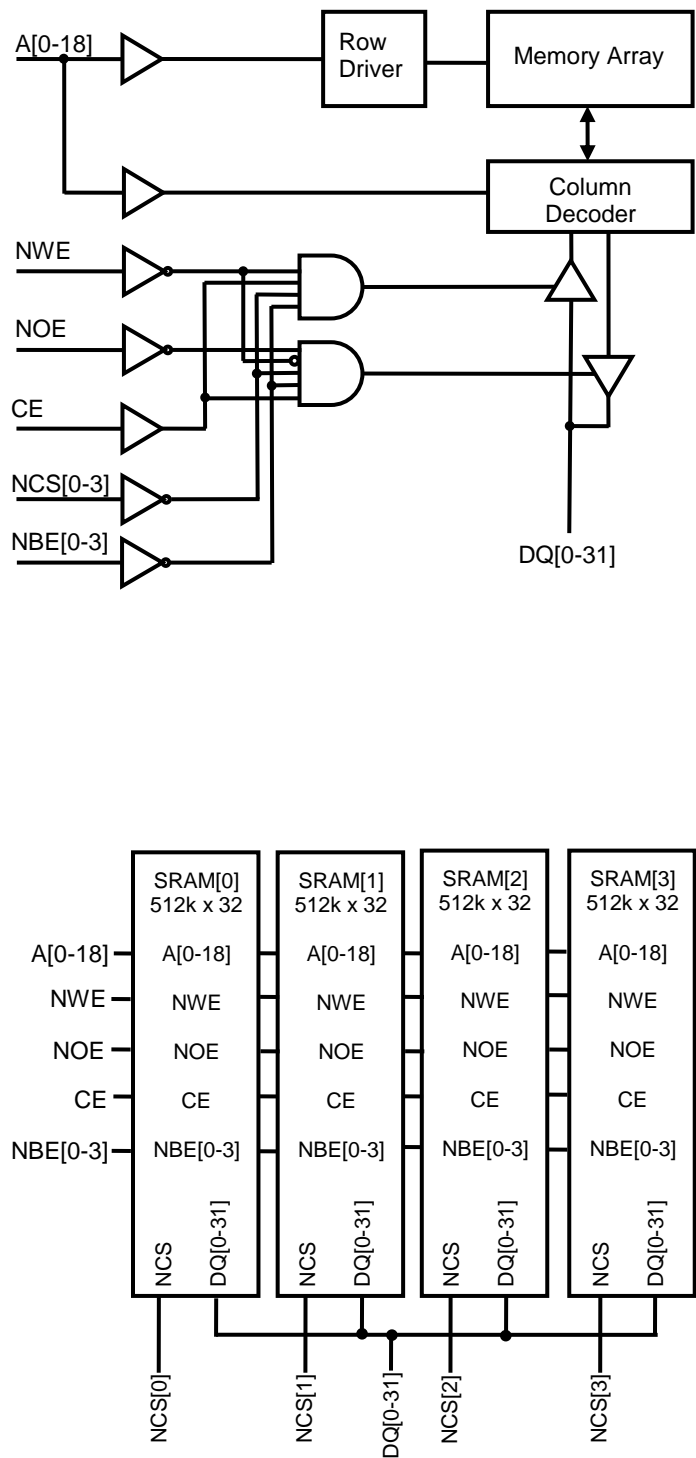 A[0-18]
Row
Driver
Memory Array
Column
Decoder
NWE
NOE
CE
NCS[0-3]
NBE[0-3]
DQ[0-31]
SRAM[0]
512k x 32
SRAM[1]
512k x 32
SRAM[2]
512k x 32
SRAM[3]
512k x 32
A[0-18]
A[0-18]
A[0-18]
A[0-18]
A[0-18]
NWE
NWE
NWE
NWE
NWE
NOE
NOE
NOE
NOE
NOE
CE
CE
CE
CE
CE
NBE[0-3]
NBE[0-3]
NBE[0-3]
NBE[0-3]
NBE[0-3]
NCS
DQ[0-31]
NCS
DQ[0-31]
NCS
DQ[0-31]
NCS
DQ[0-31]
NCS[0]
NCS[1]
DQ[0-31]
NCS[2]
NCS[3]